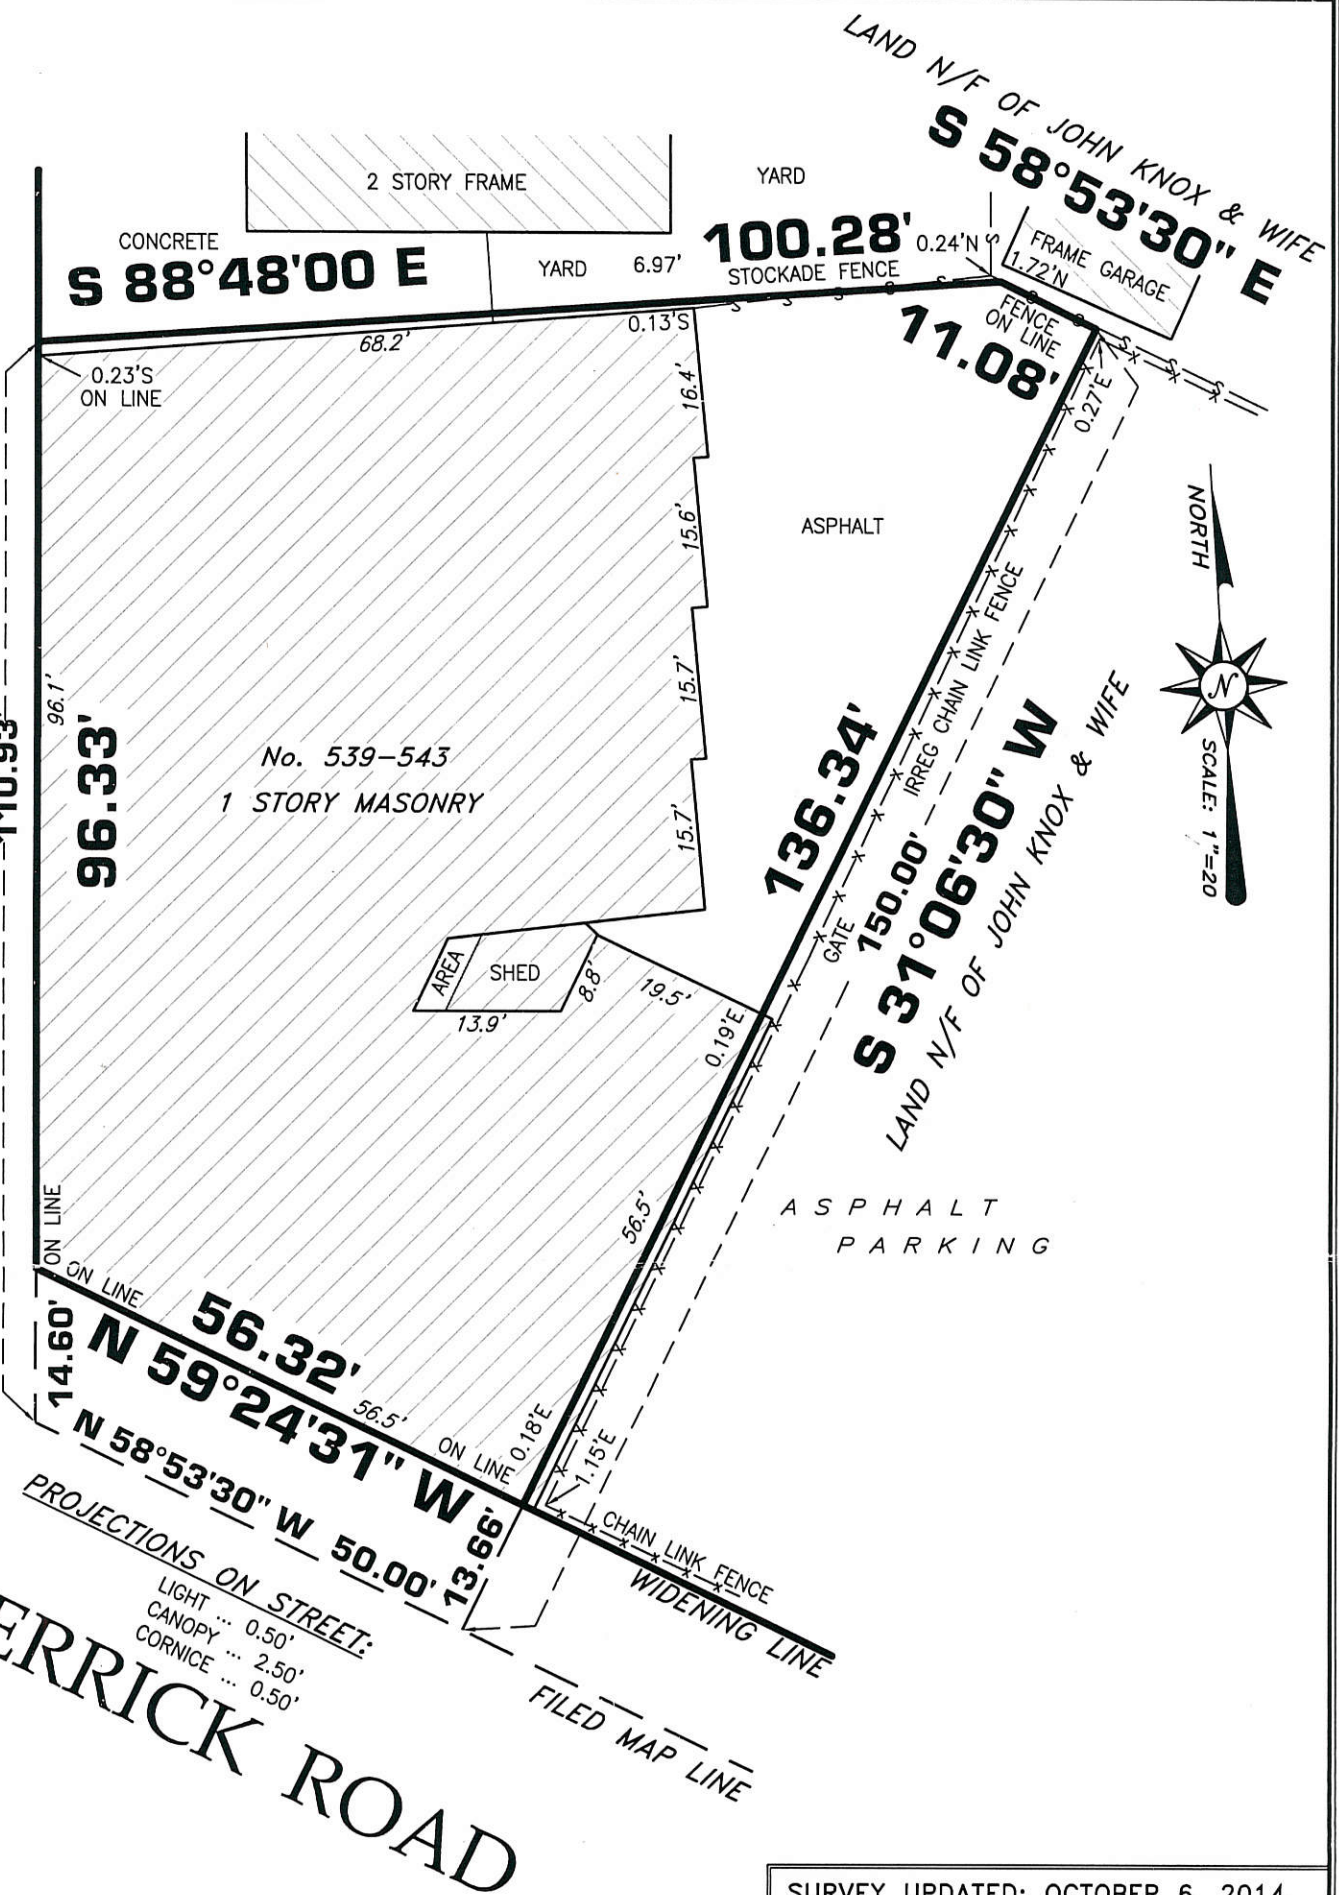 LAND N/F OF JOHN KNOX & WIFE
S 58°53'30" E
2 STORY FRAME
YARD
CONCRETE
S 88°48'00 E
YARD
6.97'
100.28'
STOCKADE FENCE
0.24'N
FRAME GARAGE
1.72'N
FENCE
ON LINE
11.08'
68.2'
0.13'S
0.23'S
ON LINE
16.4'
0.27'E
15.6'
ASPHALT
NORTH
N
SCALE: 1"=20
IRREG CHAIN LINK FENCE
96.1'
96.33'
110.93'
No. 539-543
1 STORY MASONRY
15.7'
15.7'
136.34'
150.00'
S 31°06'30" W
LAND N/F OF JOHN KNOX & WIFE
GATE
AREA
SHED
8.8'
13.9'
19.5'
0.19'E
56.5'
ASPHALT
PARKING
ON LINE
ON LINE
56.32'
N 59°24'31" W
56.5'
ON LINE
0.18'E
1.15'E
14.60'
N 58°53'30" W 50.00'
13.66'
CHAIN LINK FENCE
WIDENING LINE
PROJECTIONS ON STREET:
LIGHT ... 0.50'
CANOPY ... 2.50'
CORNICE ... 0.50'
ERRICK ROAD
FILED MAP LINE
SURVEY UPDATED: OCTOBER 6, 2014